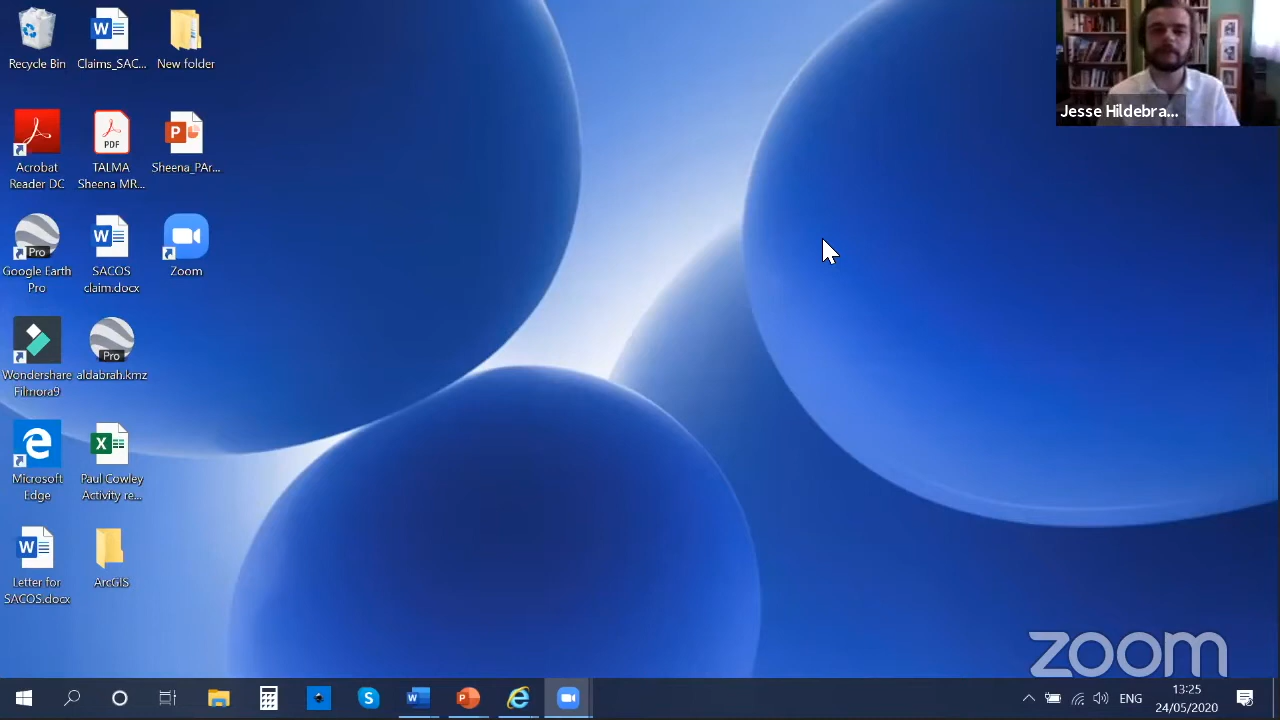 Recycle Bin
Claims_SAC...
New folder
Jesse Hildebra...
Acrobat
Reader DC
PDF
TALMA
Sheena MR...
Sheena_PAr...
Pro
Google Earth
Pro
SACOS
claim.docx
Zoom
Wondershare
Filmora9
Pro
aldabrah.kmz
Microsoft
Edge
Paul Cowley
Activity re...
Letter for
SACOS.docx
ArcGIS
zoom
ENG
13:25
24/05/2020